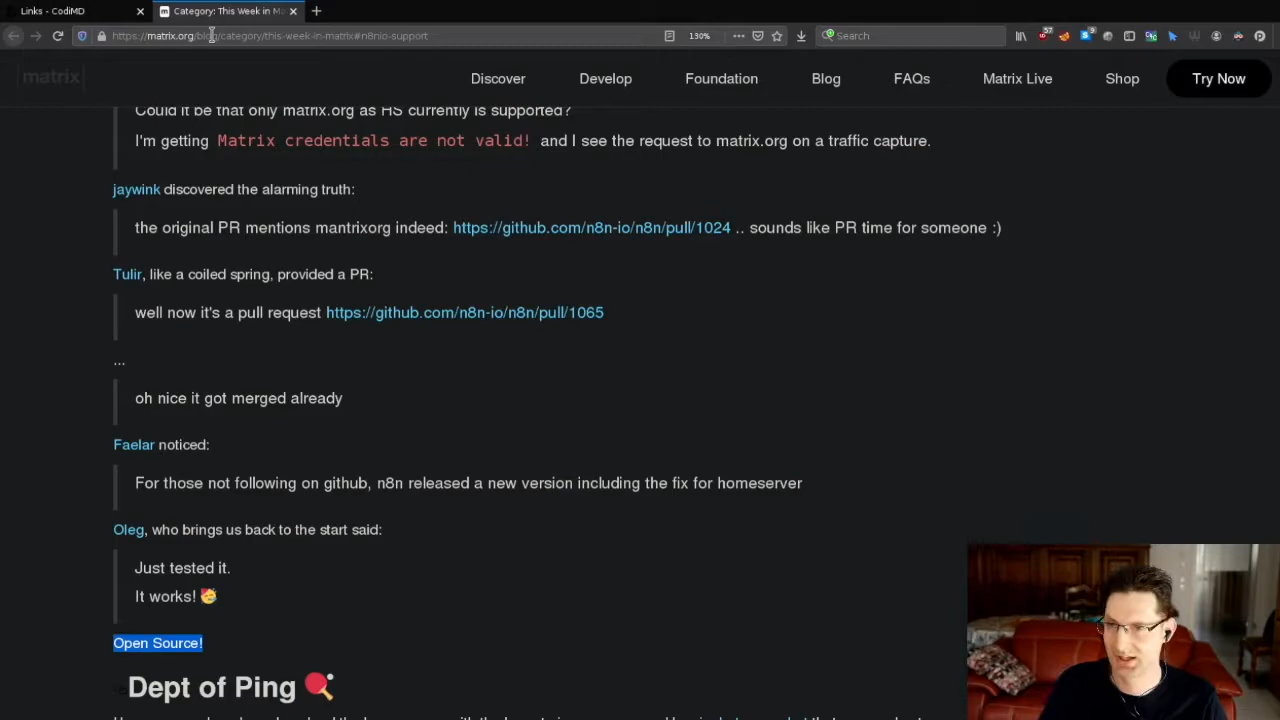 Links - CodiMD
Category: This Week in Ma
https://matrix.org/blog/category/this-week-in-matrix#n8nio-support
130%
Search
57
9
matrix
Discover
Develop
Foundation
Blog
FAQs
Matrix Live
Shop
Try Now
Could it be that only matrix.org as HS currently is supported?
I'm getting Matrix credentials are not valid! and I see the request to matrix.org on a traffic capture.
jaywink discovered the alarming truth:
the original PR mentions mantrixorg indeed: https://github.com/n8n-io/n8n/pull/1024 .. sounds like PR time for someone :)
Tulir, like a coiled spring, provided a PR:
well now it's a pull request https://github.com/n8n-io/n8n/pull/1065
...
oh nice it got merged already
Faelar noticed:
For those not following on github, n8n released a new version including the fix for homeserver
Oleg, who brings us back to the start said:
Just tested it.
It works! 🥳
Open Source!
Dept of Ping 🏓